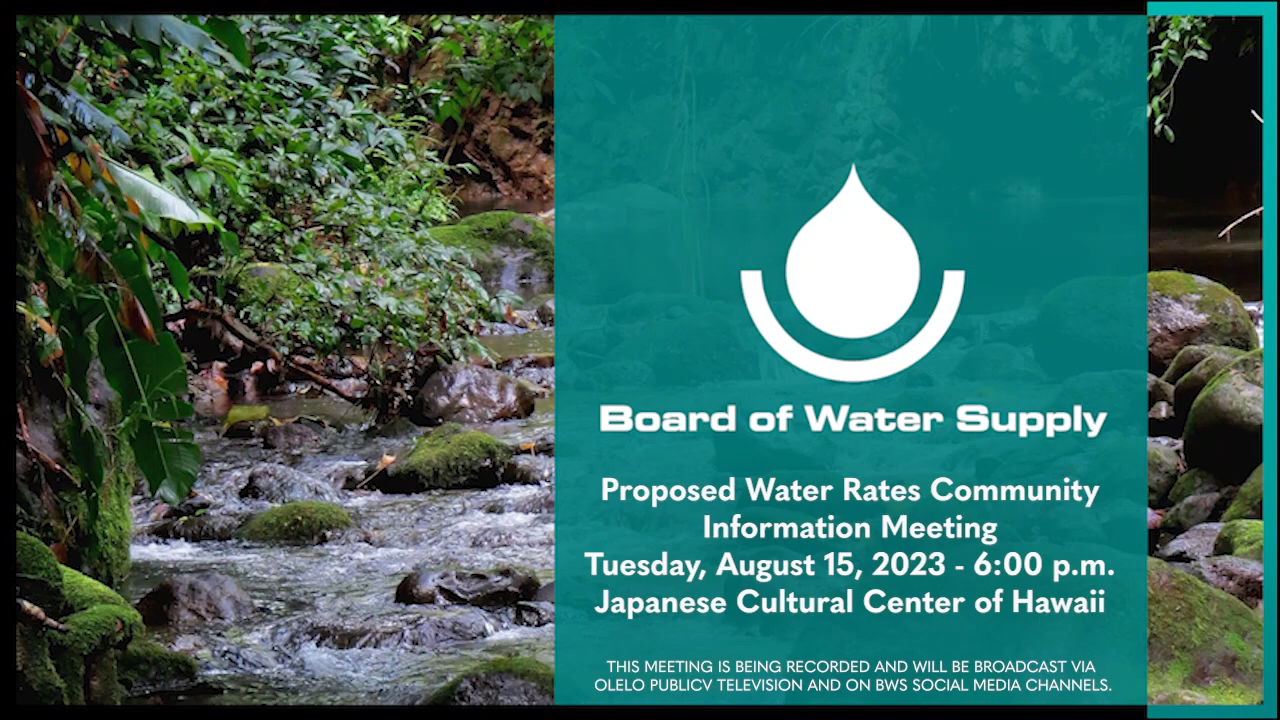 Board of Water Supply
Proposed Water Rates Community
Information Meeting
Tuesday, August 15, 2023 - 6:00 p.m.
Japanese Cultural Center of Hawaii
THIS MEETING IS BEING RECORDED AND WILL BE BROADCAST VIA
OLELO PUBLICV TELEVISION AND ON BWS SOCIAL MEDIA CHANNELS.